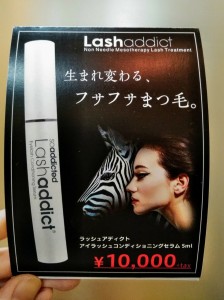 Lashaddict
Non Needle Mesotherapy Lash Treatment
生まれ変わる、
フサフサまつ毛。
soaddicted
Lashaddict
ラッシュアディクト
アイラッシュコンディショニングセラム 5ml
¥10,000